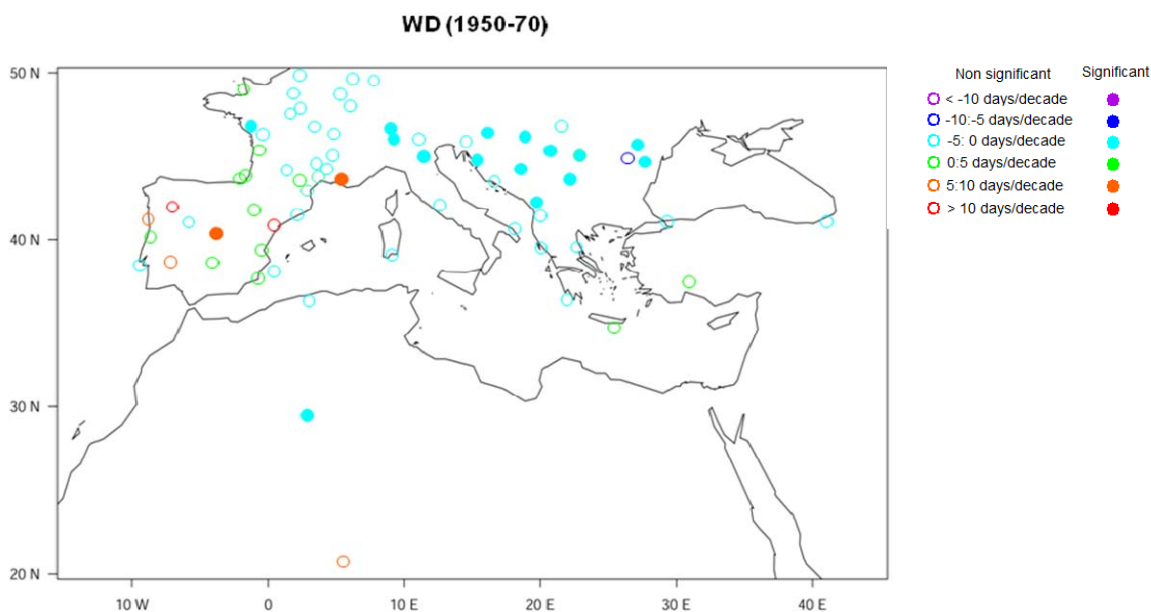 WD (1950-70)
Non significant Significant
< -10 days/decade
-10:-5 days/decade
-5: 0 days/decade
0:5 days/decade
5:10 days/decade
> 10 days/decade
50 N
40 N
30 N
20 N
10 W 0 10 E 20 E 30 E 40 E